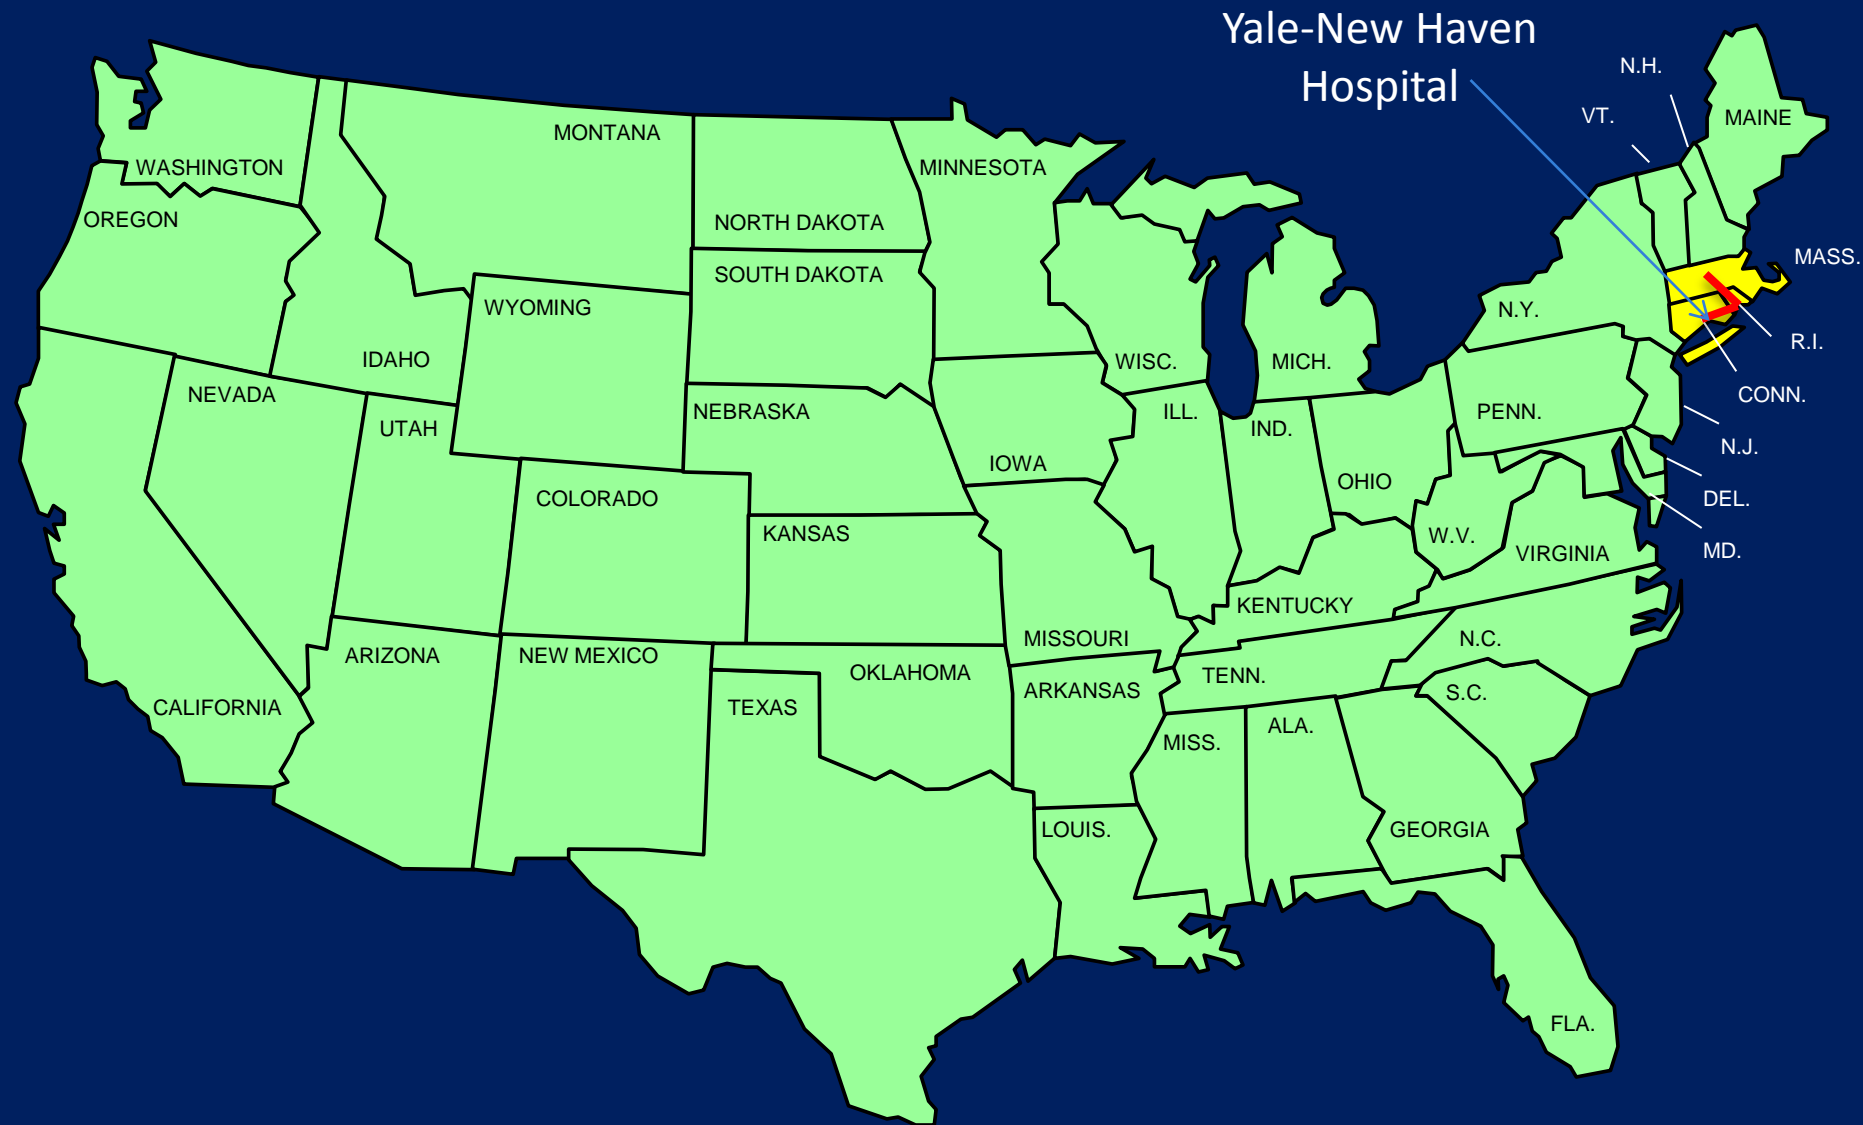 Yale-New Haven
Hospital
N.H.
VT.
MAINE
MONTANA
WASHINGTON
MINNESOTA
OREGON
NORTH DAKOTA
MASS.
SOUTH DAKOTA
WYOMING
N.Y.
R.I.
IDAHO
WISC.
MICH.
NEVADA
CONN.
NEBRASKA
ILL.
PENN.
UTAH
IND.
N.J.
IOWA
OHIO
COLORADO
DEL.
KANSAS
W.V.
VIRGINIA
MD.
KENTUCKY
MISSOURI
N.C.
ARIZONA
NEW MEXICO
OKLAHOMA
TENN.
ARKANSAS
S.C.
CALIFORNIA
TEXAS
ALA.
MISS.
LOUIS.
GEORGIA
FLA.